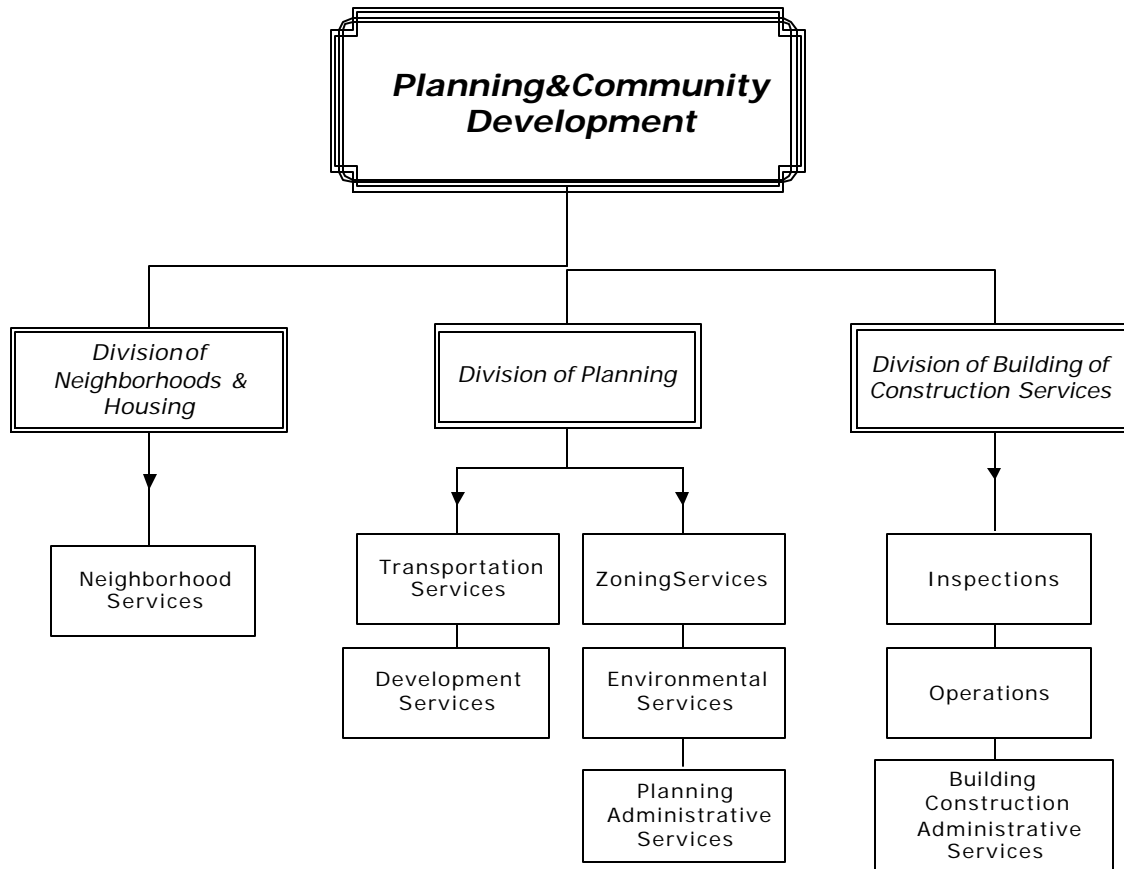 Planning&Community
Development
Divisionof
Neighborhoods &
Housing
Division of Planning
Division of Building of
Construction Services
Neighborhood
Services
Transportation
Services
ZoningServices
Inspections
Development
Services
Environmental
Services
Operations
Planning
Administrative
Services
Building
Construction
Administrative
Services